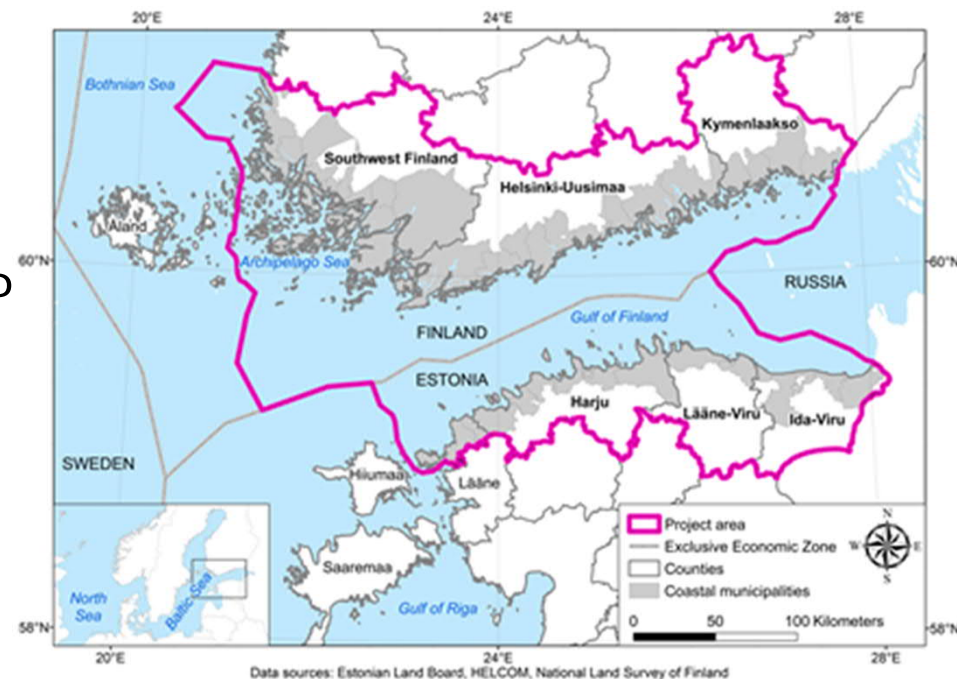 20°E 24°E 28°E
Bothnian Sea
Kymenlaakso
Southwest Finland
Helsinki-Uusimaa
Åland
60°N 60°N
Archipelago Sea
RUSSIA
Gulf of Finland
FINLAND
ESTONIA
Harju
Lääne-Viru
Ida-Viru
SWEDEN
Hiiumaa
Lääne
Project area
N
Exclusive Economic Zone
W E
S
Counties
Saaremaa
Coastal municipalities
North
Sea
Baltic Sea
Gulf of Riga
0 50 100 Kilometers
58°N 58°N
20°E 24°E 28°E
Data sources: Estonian Land Board, HELCOM, National Land Survey of Finland